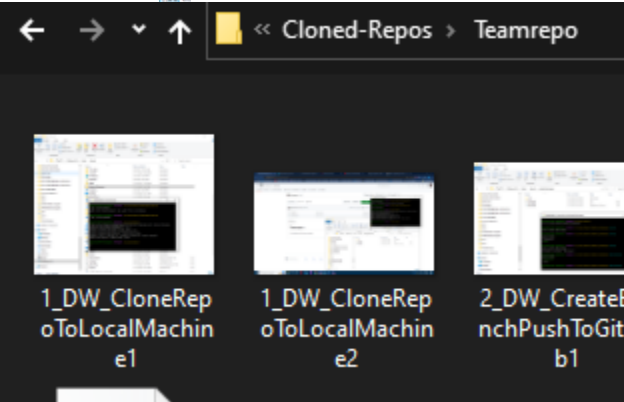 « Cloned-Repos > Teamrepo
1_DW_CloneRep
oToLocalMachin
e1
1_DW_CloneRep
oToLocalMachin
e2
2_DW_CreateB
nchPushToGit
b1